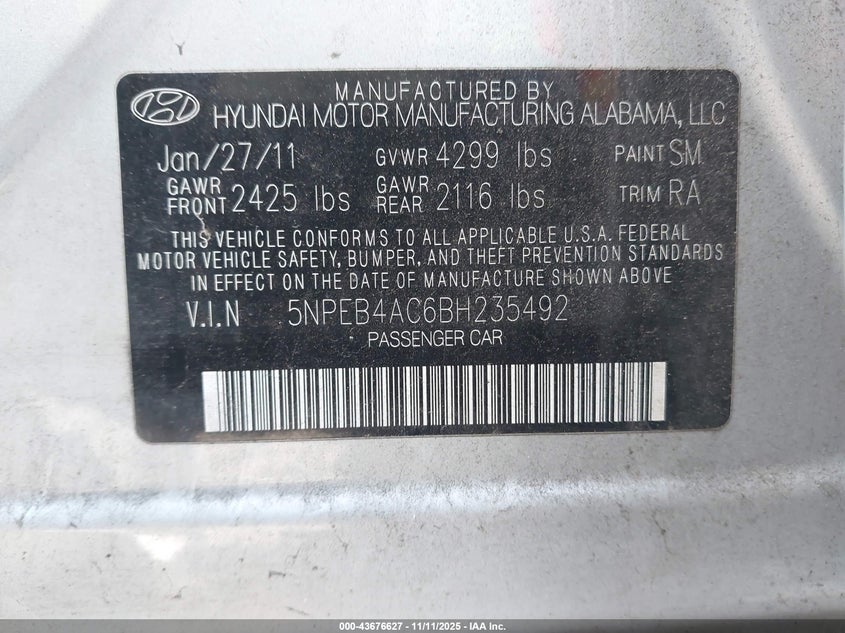 MANUFACTURED BY
HYUNDAI MOTOR MANUFACTURING ALABAMA, LLC
Jan/27/11 GVWR 4299 lbs PAINT SM
GAWR FRONT 2425 lbs GAWR REAR 2116 lbs TRIM RA
THIS VEHICLE CONFORMS TO ALL APPLICABLE U.S.A. FEDERAL
MOTOR VEHICLE SAFETY, BUMPER, AND THEFT PREVENTION STANDARDS
IN EFFECT ON THE DATE OF MANUFACTURE SHOWN ABOVE
V.I.N 5NPEB4AC6BH235492
PASSENGER CAR
000-43676627 - 11/11/2025 - IAA Inc.